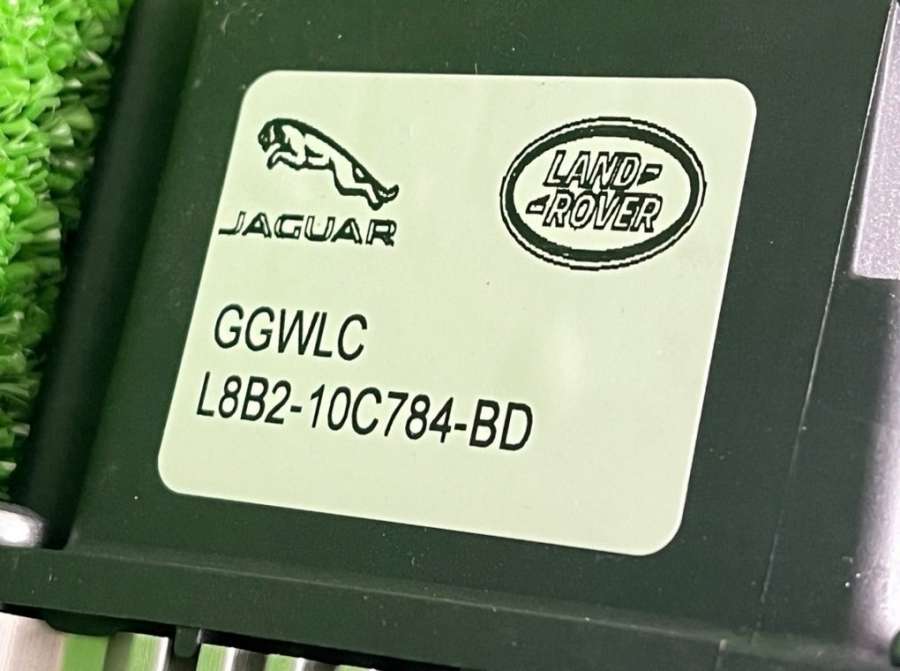 JAGUAR
LAND-
-ROVER
GGWLC
L8B2-10C784-BD